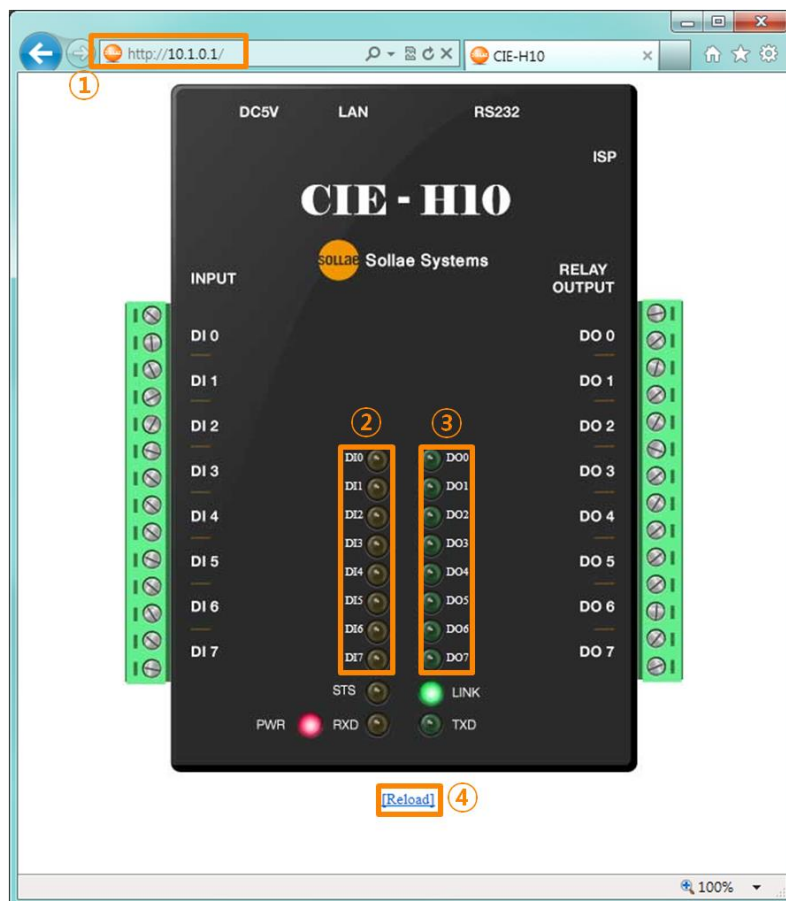 http://10.1.0.1/
CIE-H10
①
DC5V LAN RS232
ISP
CIE - H10
SOLLAE Sollae Systems
INPUT
RELAY
OUTPUT
DI 0 DO 0
DI 1 DO 1
② ③
DI 2 DO 2
DI0 DO0
DI 3 DO 3
DI1 DO1
DI2 DO2
DI 4 DO 4
DI3 DO3
DI 5 DO 5
DI4 DO4
DI5 DO5
DI 6 DO 6
DI6 DO6
DI 7 DO 7
DI7 DO7
STS LINK
PWR RXD TXD
[Reload] ④
100%